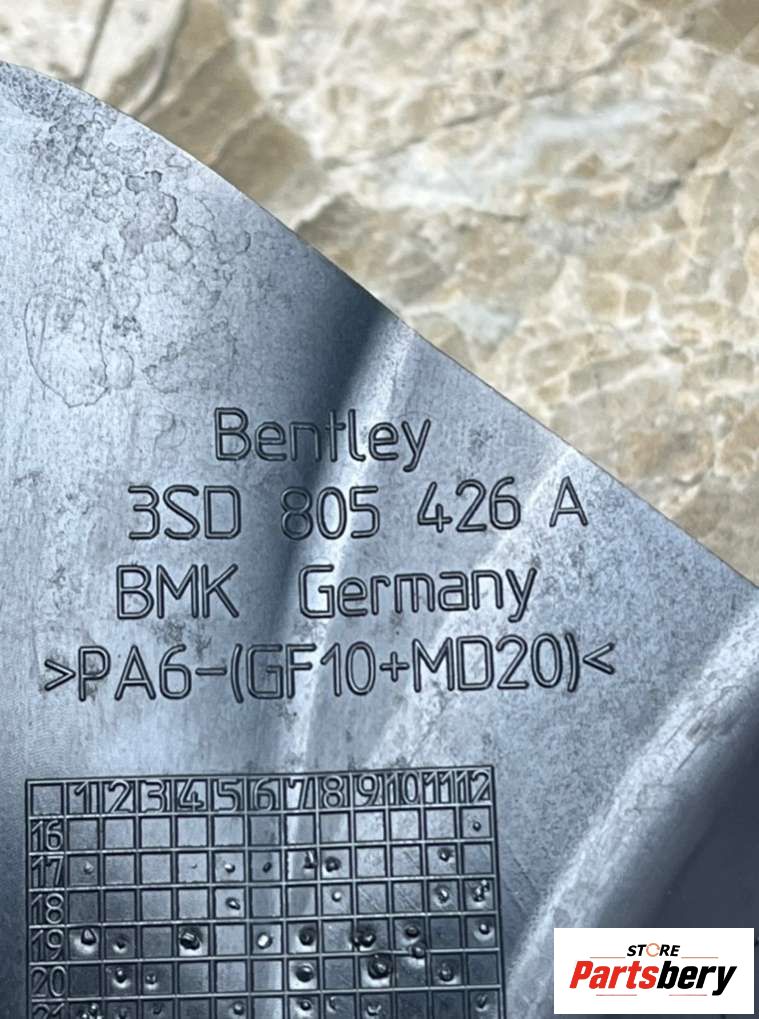 Bentley
3SD 805 426 A
BMK Germany
>PA6-(GF10+MD20)<
1 2 3 4 5 6 7 8 9 10 11 12
16
17
18
19
20
21
STORE
Partsbery